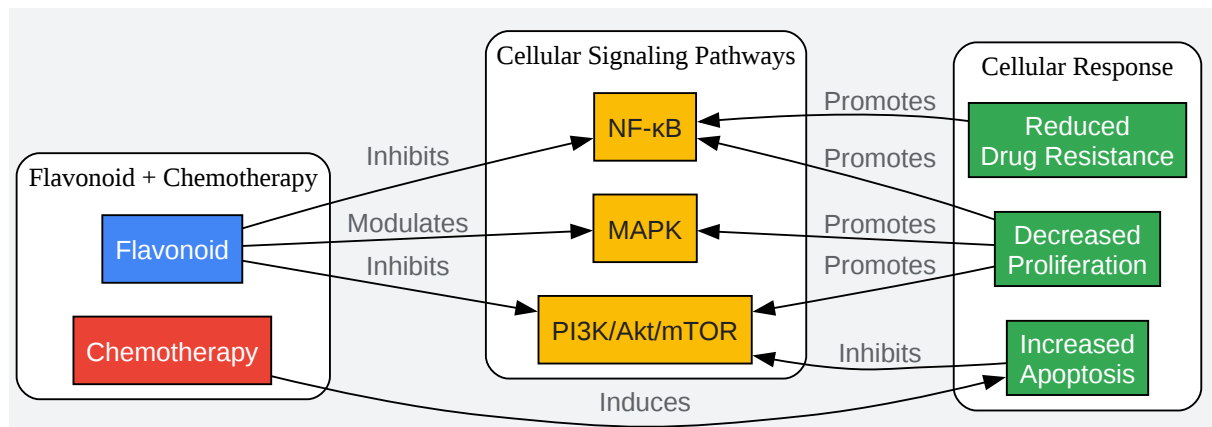 Flavonoid + Chemotherapy
Flavonoid
Chemotherapy
Inhibits
Modulates
Inhibits
Induces
Cellular Signaling Pathways
NF-κB
MAPK
PI3K/Akt/mTOR
Promotes
Promotes
Promotes
Promotes
Inhibits
Cellular Response
Reduced
Drug Resistance
Decreased
Proliferation
Increased
Apoptosis